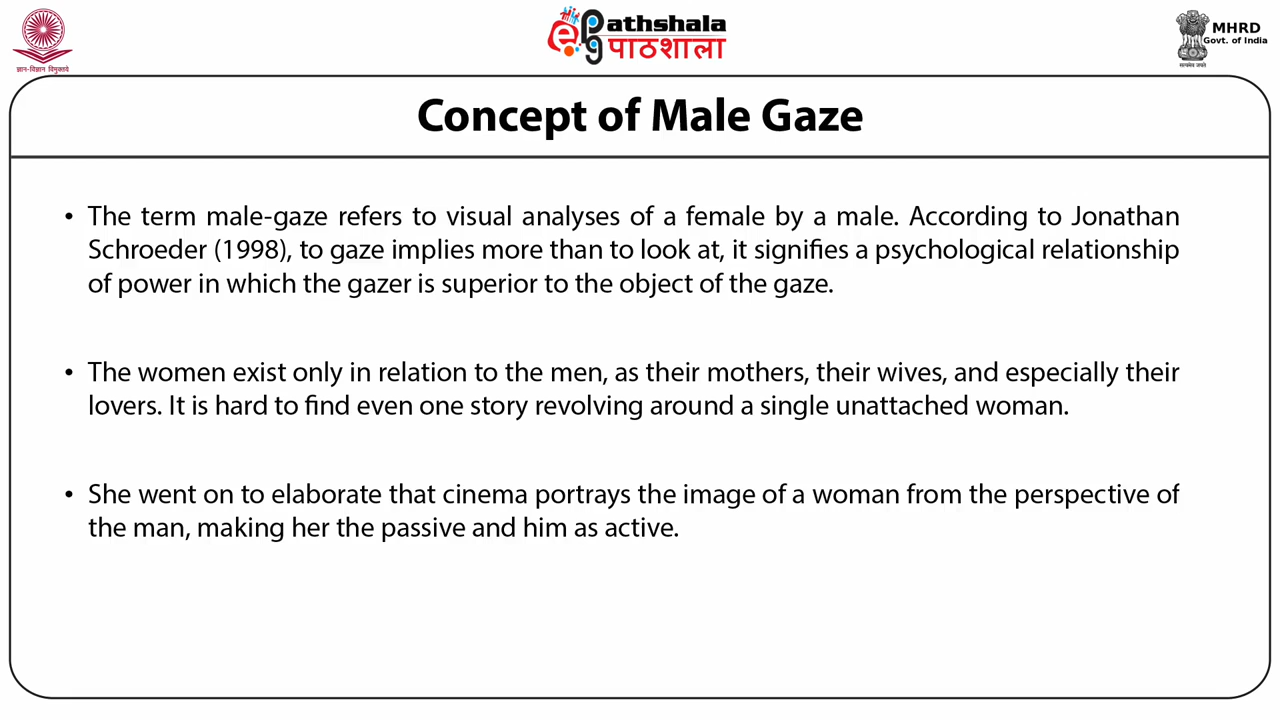 ज्ञान-विज्ञान विमुक्तये
ePathshala
पाठशाला
MHRD
Govt. of India
सत्यमेव जयते
Concept of Male Gaze
• The term male-gaze refers to visual analyses of a female by a male. According to Jonathan
Schroeder (1998), to gaze implies more than to look at, it signifies a psychological relationship
of power in which the gazer is superior to the object of the gaze.
• The women exist only in relation to the men, as their mothers, their wives, and especially their
lovers. It is hard to find even one story revolving around a single unattached woman.
• She went on to elaborate that cinema portrays the image of a woman from the perspective of
the man, making her the passive and him as active.